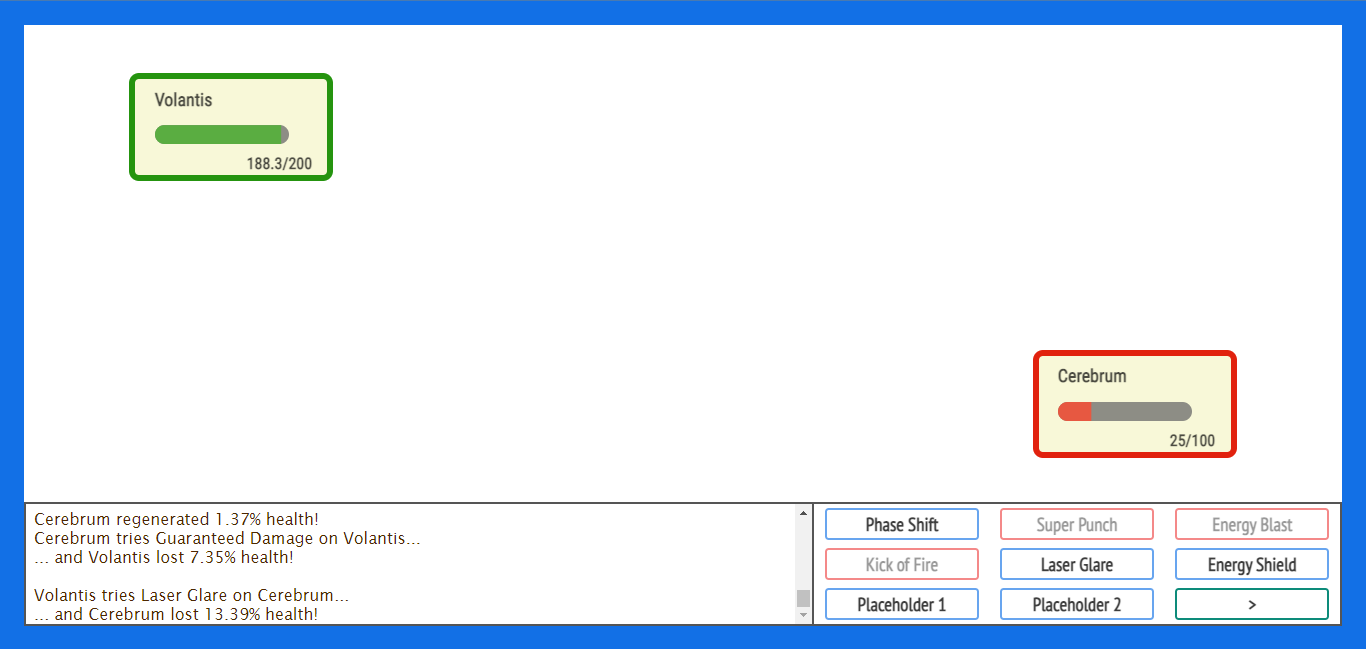 Volantis
188.3/200
Cerebrum
25/100
Cerebrum regenerated 1.37% health!
Cerebrum tries Guaranteed Damage on Volantis...
... and Volantis lost 7.35% health!
Volantis tries Laser Glare on Cerebrum...
... and Cerebrum lost 13.39% health!
Phase Shift
Super Punch
Energy Blast
Kick of Fire
Laser Glare
Energy Shield
Placeholder 1
Placeholder 2
>